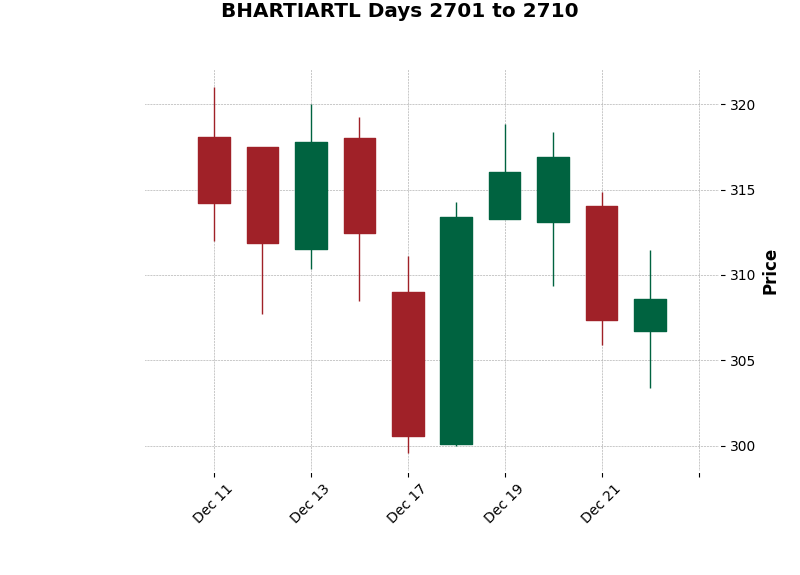 BHARTIARTL Days 2701 to 2710
320
315
310
305
300
Price
Dec 11
Dec 13
Dec 17
Dec 19
Dec 21